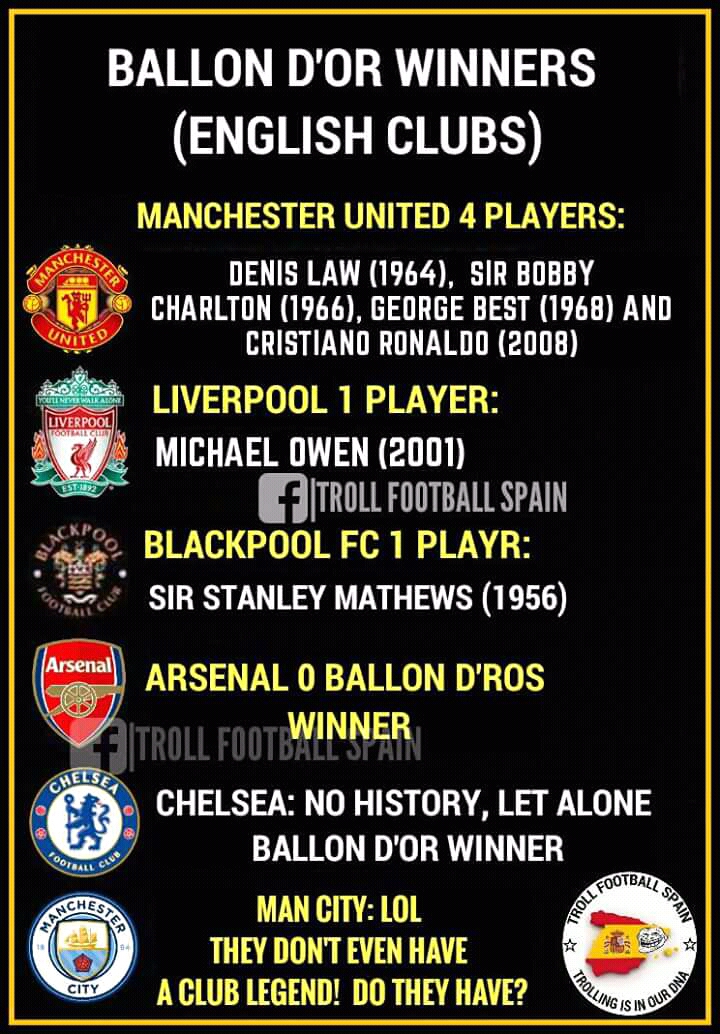 BALLON D'OR WINNERS
(ENGLISH CLUBS)
MANCHESTER UNITED 4 PLAYERS:
MANCHESTER
UNITED
DENIS LAW (1964), SIR BOBBY
CHARLTON (1966), GEORGE BEST (1968) AND
CRISTIANO RONALDO (2008)
YOU'LL NEVER WALK ALONE
LIVERPOOL
FOOTBALL CLUB
EST·1892
LIVERPOOL 1 PLAYER:
MICHAEL OWEN (2001)
f|TROLL FOOTBALL SPAIN
BLACKPOOL
FOOTBALL CLUB
BLACKPOOL FC 1 PLAYR:
SIR STANLEY MATHEWS (1956)
Arsenal
ARSENAL 0 BALLON D'ROS
WINNER
f|TROLL FOOTBALL SPAIN
CHELSEA
FOOTBALL CLUB
CHELSEA: NO HISTORY, LET ALONE
BALLON D'OR WINNER
MANCHESTER
18 94
CITY
MAN CITY: LOL
THEY DON'T EVEN HAVE
A CLUB LEGEND! DO THEY HAVE?
TROLL FOOTBALL SPAIN
TROLLING IS IN OUR DNA